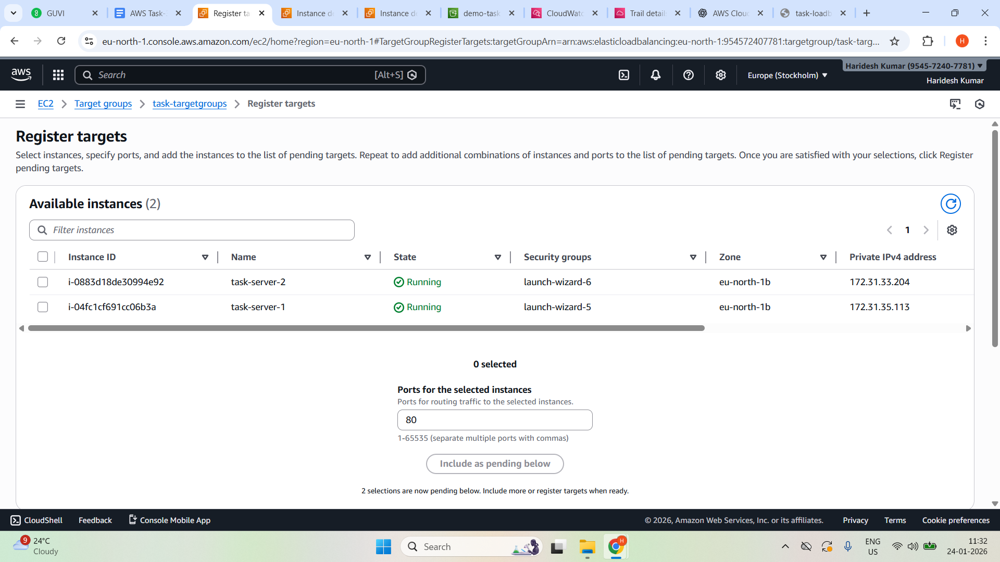 GUVI
AWS Task-
Register ta
Instance de
Instance de
demo-task
CloudWatc
Trail detail
AWS Clou
task-loadb
eu-north-1.console.aws.amazon.com/ec2/home?region=eu-north-1#TargetGroupRegisterTargets:targetGroupArn=arn:aws:elasticloadbalancing:eu-north-1:954572407781:targetgroup/task-targ...
H
aws
Search
[Alt+S]
Europe (Stockholm)
Haridesh Kumar (9545-7240-7781)
Haridesh Kumar
EC2
Target groups
task-targetgroups
Register targets
Register targets
Select instances, specify ports, and add the instances to the list of pending targets. Repeat to add additional combinations of instances and ports to the list of pending targets. Once you are satisfied with your selections, click Register
pending targets.
Available instances (2)
Filter instances
1
Instance ID Name State Security groups Zone Private IPv4 address
i-0883d18de30994e92 task-server-2 Running launch-wizard-6 eu-north-1b 172.31.33.204
i-04fc1cf691cc06b3a task-server-1 Running launch-wizard-5 eu-north-1b 172.31.35.113
0 selected
Ports for the selected instances
Ports for routing traffic to the selected instances.
80
1-65535 (separate multiple ports with commas)
Include as pending below
2 selections are now pending below. Include more or register targets when ready.
CloudShell
Feedback
Console Mobile App
© 2026, Amazon Web Services, Inc. or its affiliates.
Privacy
Terms
Cookie preferences
9
24°C
Cloudy
Search
H
ENG
US
11:32
24-01-2026